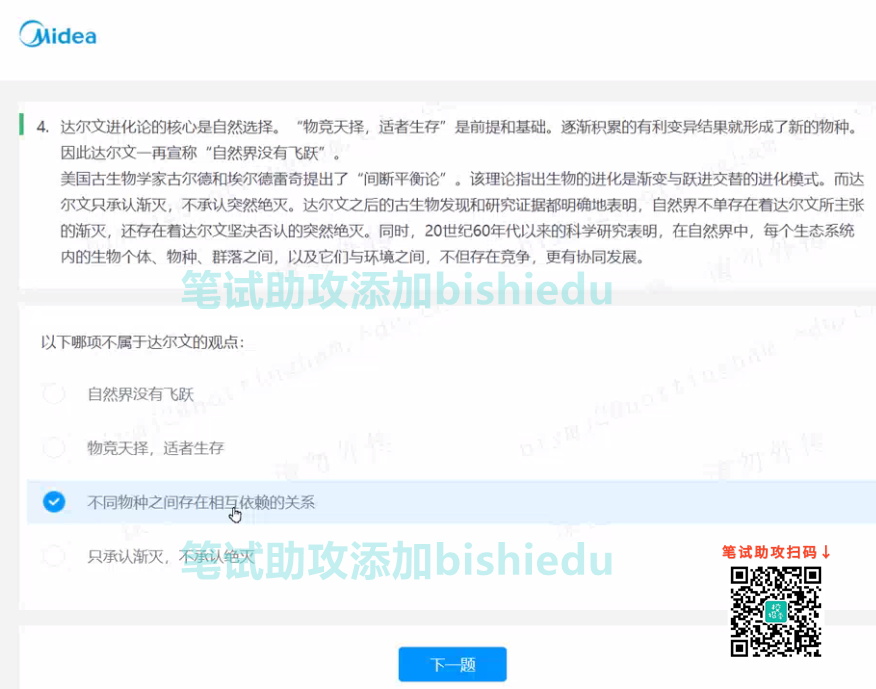 Midea
4. 达尔文进化论的核心是自然选择。“物竞天择，适者生存”是前提和基础。逐渐积累的有利变异结果就形成了新的物种。
因此达尔文一再宣称“自然界没有飞跃”。
美国古生物学家古尔德和埃尔德雷奇提出了“间断平衡论”。该理论指出生物的进化是渐变与跃进交替的进化模式。而达
尔文只承认渐灭，不承认突然绝灭。达尔文之后的古生物发现和研究证据都明确地表明，自然界不单存在着达尔文所主张
的渐灭，还存在着达尔文坚决否认的突然绝灭。同时，20世纪60年代以来的科学研究表明，在自然界中，每个生态系统
内的生物个体、物种、群落之间，以及它们与环境之间，不但存在竞争，更有协同发展。
笔试助攻添加bishiedu
以下哪项不属于达尔文的观点：
自然界没有飞跃
物竞天择，适者生存
不同物种之间存在相互依赖的关系
只承认渐灭，不承认绝灭
笔试助攻添加bishiedu
笔试助攻扫码↓
下一题